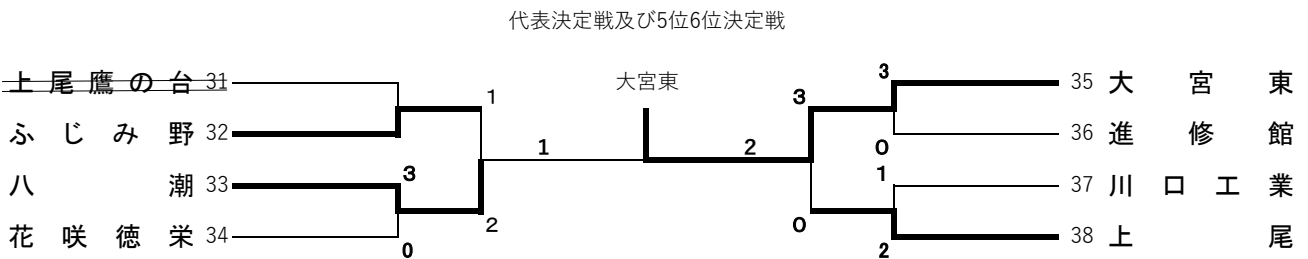 代表決定戦及び5位6位決定戦
大宮東
上尾鷹の台 31
ふじみ野 32
八潮 33
花咲徳栄 34
1
3
0
2
1
2
3
0
3
0
1
2
35 大宮東
36 進修館
37 川口工業
38 上尾